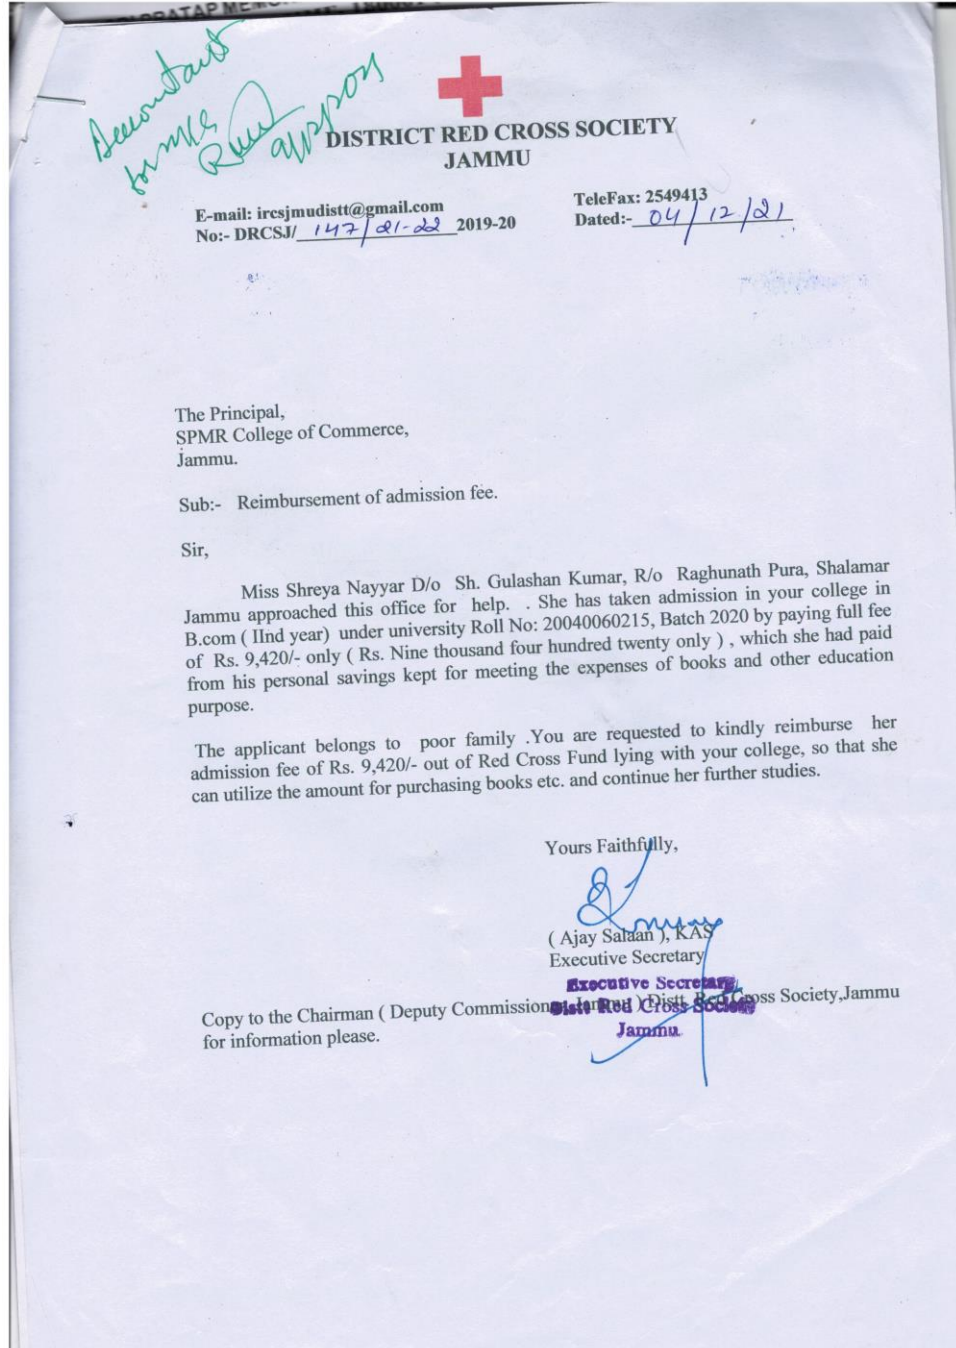 Accountant
DISTRICT RED CROSS SOCIETY
JAMMU
E-mail: ircsjmudistt@gmail.com
TeleFax: 2549413
No:- DRCSJ/ 147/21-22 2019-20
Dated:- 04/12/21
The Principal,
SPMR College of Commerce,
Jammu.
Sub:- Reimbursement of admission fee.
Sir,
Miss Shreya Nayyar D/o Sh. Gulashan Kumar, R/o Raghunath Pura, Shalamar
Jammu approached this office for help. . She has taken admission in your college in
B.com ( IInd year) under university Roll No: 20040060215, Batch 2020 by paying full fee
of Rs. 9,420/- only ( Rs. Nine thousand four hundred twenty only ) , which she had paid
from his personal savings kept for meeting the expenses of books and other education
purpose.
The applicant belongs to poor family .You are requested to kindly reimburse her
admission fee of Rs. 9,420/- out of Red Cross Fund lying with your college, so that she
can utilize the amount for purchasing books etc. and continue her further studies.
Yours Faithfully,
( Ajay Salaan ), KAS
Executive Secretary
Executive Secretary
Distt Red Cross Society
Jammu
Copy to the Chairman ( Deputy Commissioner, Jammu ) Distt. Red Cross Society,Jammu
for information please.